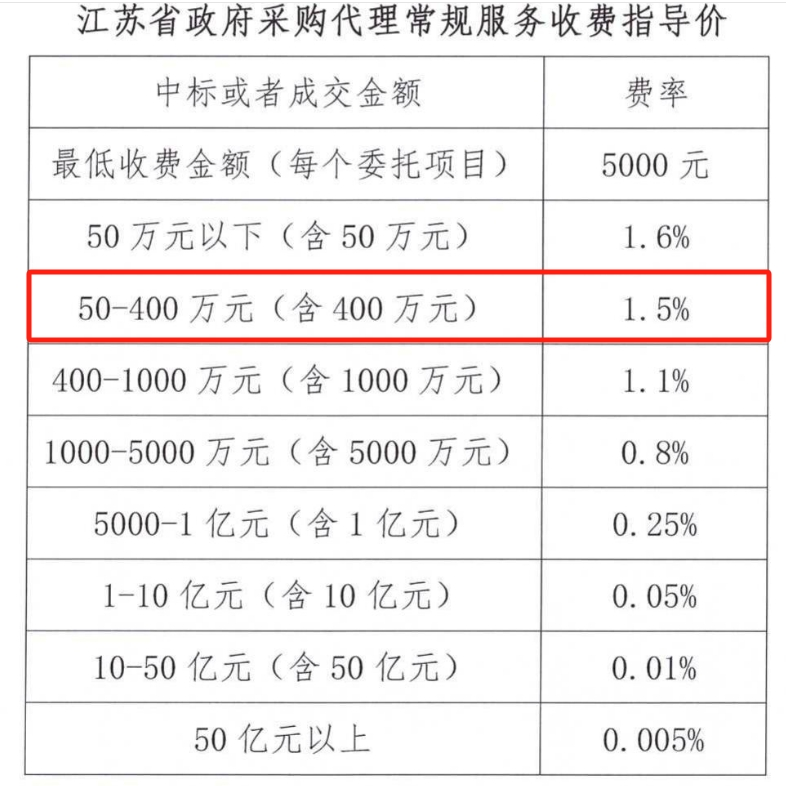 江苏省政府采购代理常规服务收费指导价
中标或者成交金额 费率
最低收费金额（每个委托项目） 5000 元
50 万元以下（含 50 万元） 1.6%
50-400 万元（含 400 万元） 1.5%
400-1000 万元（含 1000 万元） 1.1%
1000-5000 万元（含 5000 万元） 0.8%
5000-1 亿元（含 1 亿元） 0.25%
1-10 亿元（含 10 亿元） 0.05%
10-50 亿元（含 50 亿元） 0.01%
50 亿元以上 0.005%